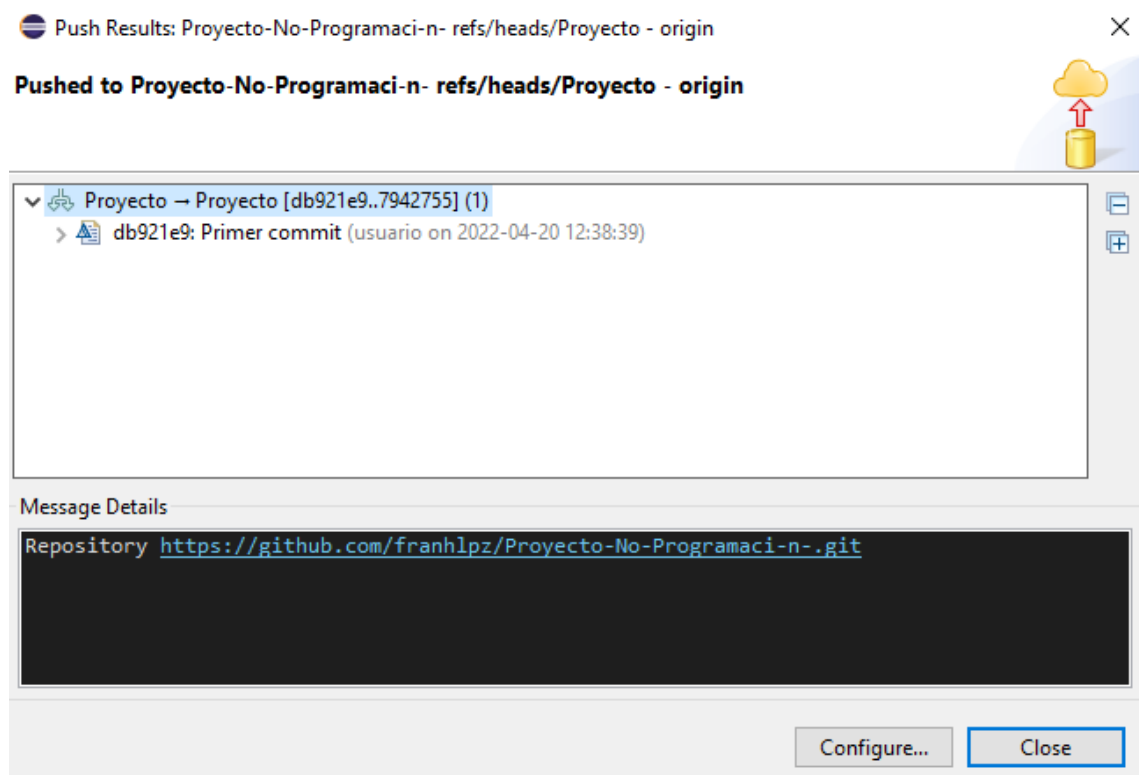 Push Results: Proyecto-No-Programaci-n- refs/heads/Proyecto - origin
Pushed to Proyecto-No-Programaci-n- refs/heads/Proyecto - origin
Proyecto → Proyecto [db921e9..7942755] (1)
db921e9: Primer commit (usuario on 2022-04-20 12:38:39)
Message Details
Repository https://github.com/franhlpz/Proyecto-No-Programaci-n-.git
Configure...
Close